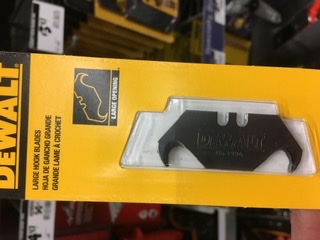 DEWALT
LARGE HOOK BLADES
HOJA DE GANCHO GRANDE
GRANDE LAME À CROCHET
LARGE OPENING
DEWALT